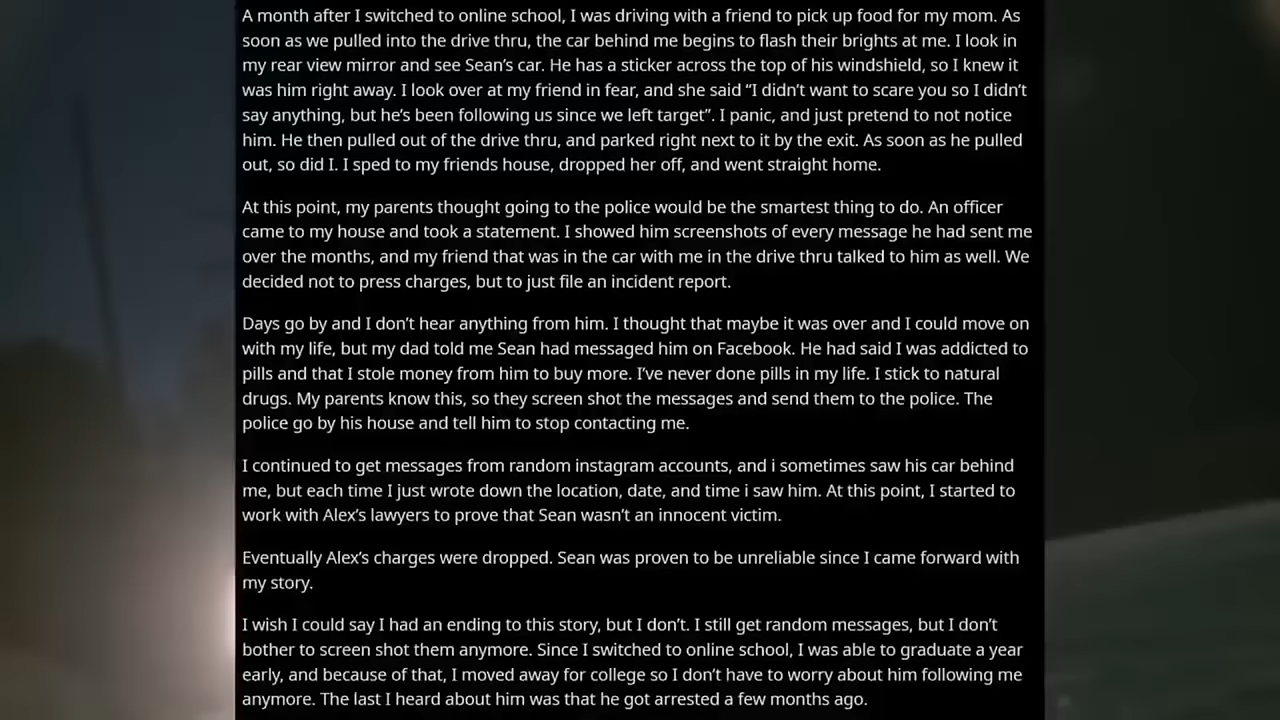 A month after I switched to online school, I was driving with a friend to pick up food for my mom. As
soon as we pulled into the drive thru, the car behind me begins to flash their brights at me. I look in
my rear view mirror and see Sean’s car. He has a sticker across the top of his windshield, so I knew it
was him right away. I look over at my friend in fear, and she said “I didn’t want to scare you so I didn’t
say anything, but he’s been following us since we left target”. I panic, and just pretend to not notice
him. He then pulled out of the drive thru, and parked right next to it by the exit. As soon as he pulled
out, so did I. I sped to my friends house, dropped her off, and went straight home.
At this point, my parents thought going to the police would be the smartest thing to do. An officer
came to my house and took a statement. I showed him screenshots of every message he had sent me
over the months, and my friend that was in the car with me in the drive thru talked to him as well. We
decided not to press charges, but to just file an incident report.
Days go by and I don’t hear anything from him. I thought that maybe it was over and I could move on
with my life, but my dad told me Sean had messaged him on Facebook. He had said I was addicted to
pills and that I stole money from him to buy more. I’ve never done pills in my life. I stick to natural
drugs. My parents know this, so they screen shot the messages and send them to the police. The
police go by his house and tell him to stop contacting me.
I continued to get messages from random instagram accounts, and i sometimes saw his car behind
me, but each time I just wrote down the location, date, and time i saw him. At this point, I started to
work with Alex’s lawyers to prove that Sean wasn’t an innocent victim.
Eventually Alex’s charges were dropped. Sean was proven to be unreliable since I came forward with
my story.
I wish I could say I had an ending to this story, but I don’t. I still get random messages, but I don’t
bother to screen shot them anymore. Since I switched to online school, I was able to graduate a year
early, and because of that, I moved away for college so I don’t have to worry about him following me
anymore. The last I heard about him was that he got arrested a few months ago.